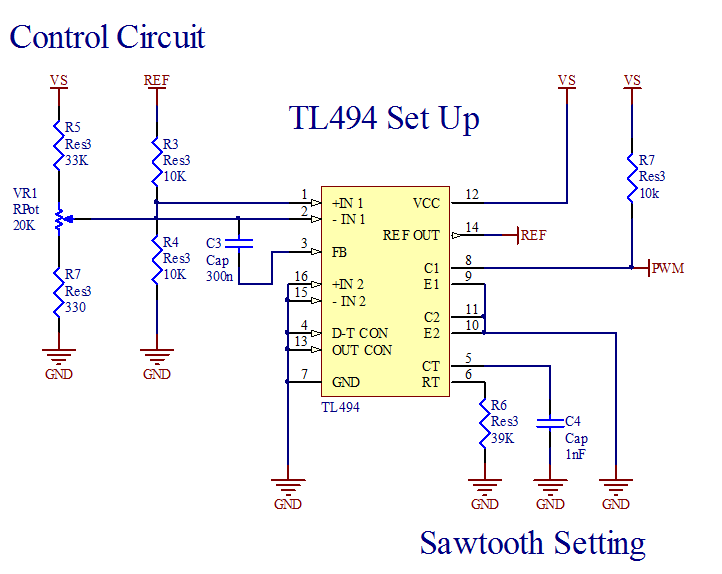 Control Circuit
VS
REF
VS
VS
TL494 Set Up
R5
Res3
33K
R3
Res3
10K
R7
Res3
10k
VR1
RPot
20K
1
+IN 1
VCC
12
2
- IN 1
REF OUT
14
REF
R4
Res3
10K
C3
Cap
300n
3
FB
C1
8
PWM
R7
Res3
330
16
+IN 2
E1
9
15
- IN 2
C2
11
4
D-T CON
E2
10
13
OUT CON
CT
5
7
GND
RT
6
GND
GND
TL494
R6
Res3
39K
C4
Cap
1nF
GND
GND
GND
GND
Sawtooth Setting